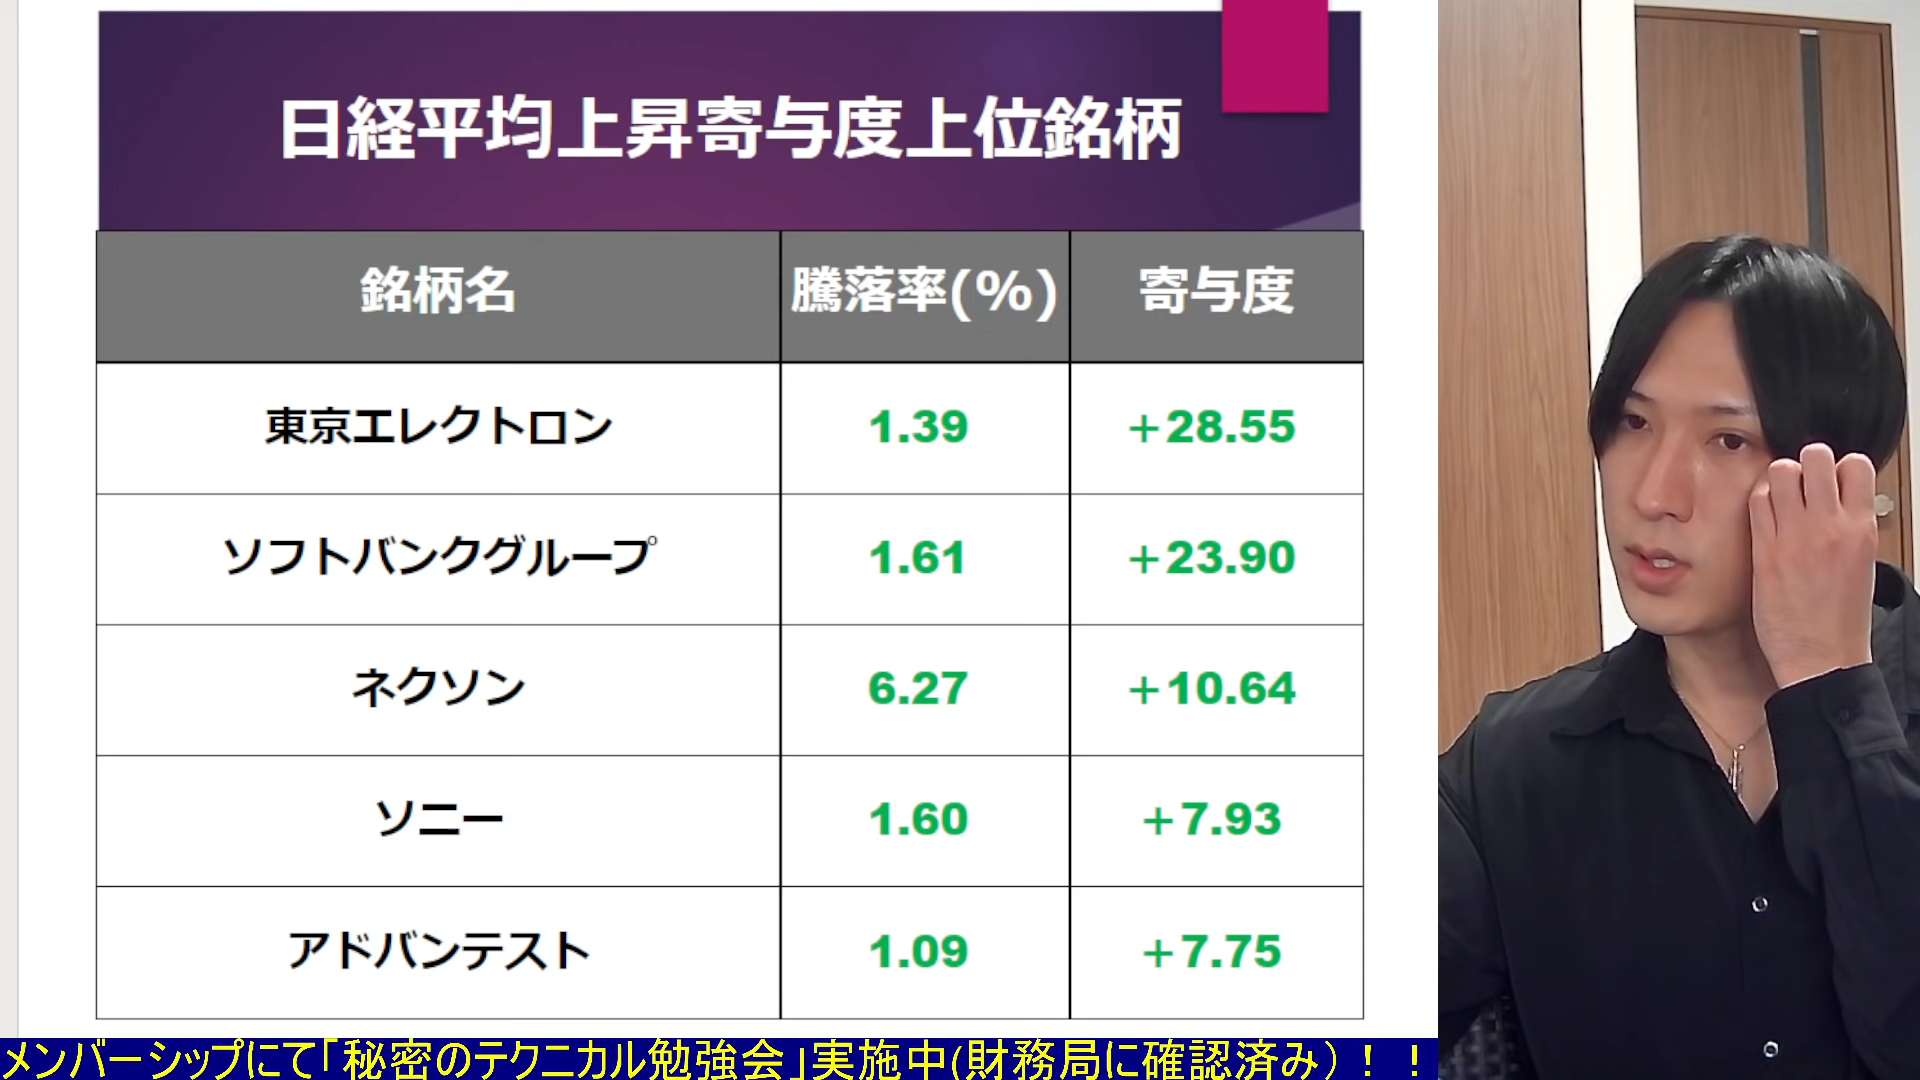 日経平均上昇寄与度上位銘柄
銘柄名 騰落率(%) 寄与度
東京エレクトロン 1.39 +28.55
ソフトバンクグループ 1.61 +23.90
ネクソン 6.27 +10.64
ソニー 1.60 +7.93
アドバンテスト 1.09 +7.75
メンバーシップにて「秘密のテクニカル勉強会」実施中(財務局に確認済み)！！